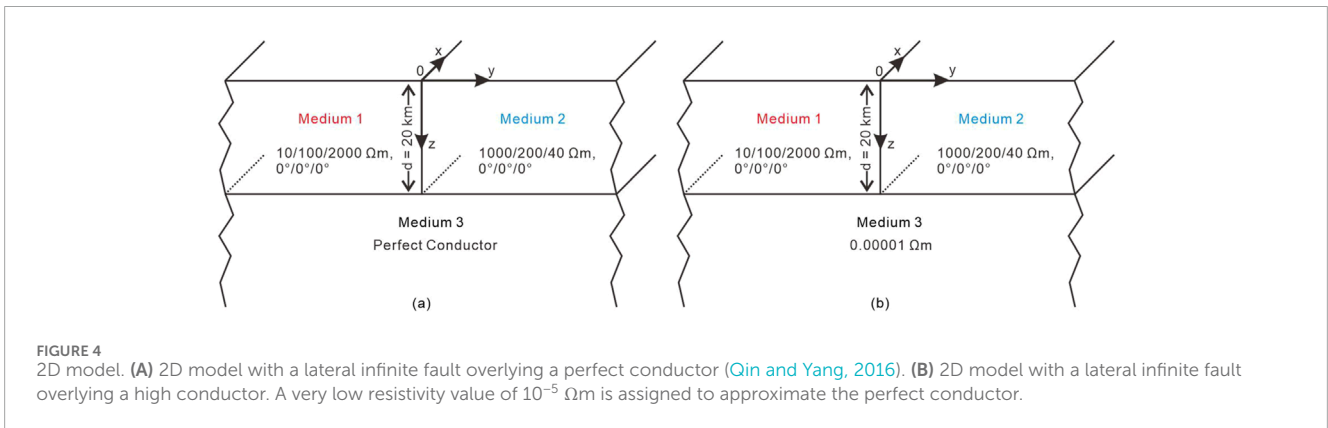 x
0
y
Medium 1
Medium 2
d = 20 km
z
10/100/2000 Ωm,
0°/0°/0°
1000/200/40 Ωm,
0°/0°/0°
Medium 3
Perfect Conductor
(a)
x
0
y
Medium 1
Medium 2
d = 20 km
z
10/100/2000 Ωm,
0°/0°/0°
1000/200/40 Ωm,
0°/0°/0°
Medium 3
0.00001 Ωm
(b)
FIGURE 4
2D model. (A) 2D model with a lateral infinite fault overlying a perfect conductor (Qin and Yang, 2016). (B) 2D model with a lateral infinite fault
overlying a high conductor. A very low resistivity value of 10⁻⁵ Ωm is assigned to approximate the perfect conductor.